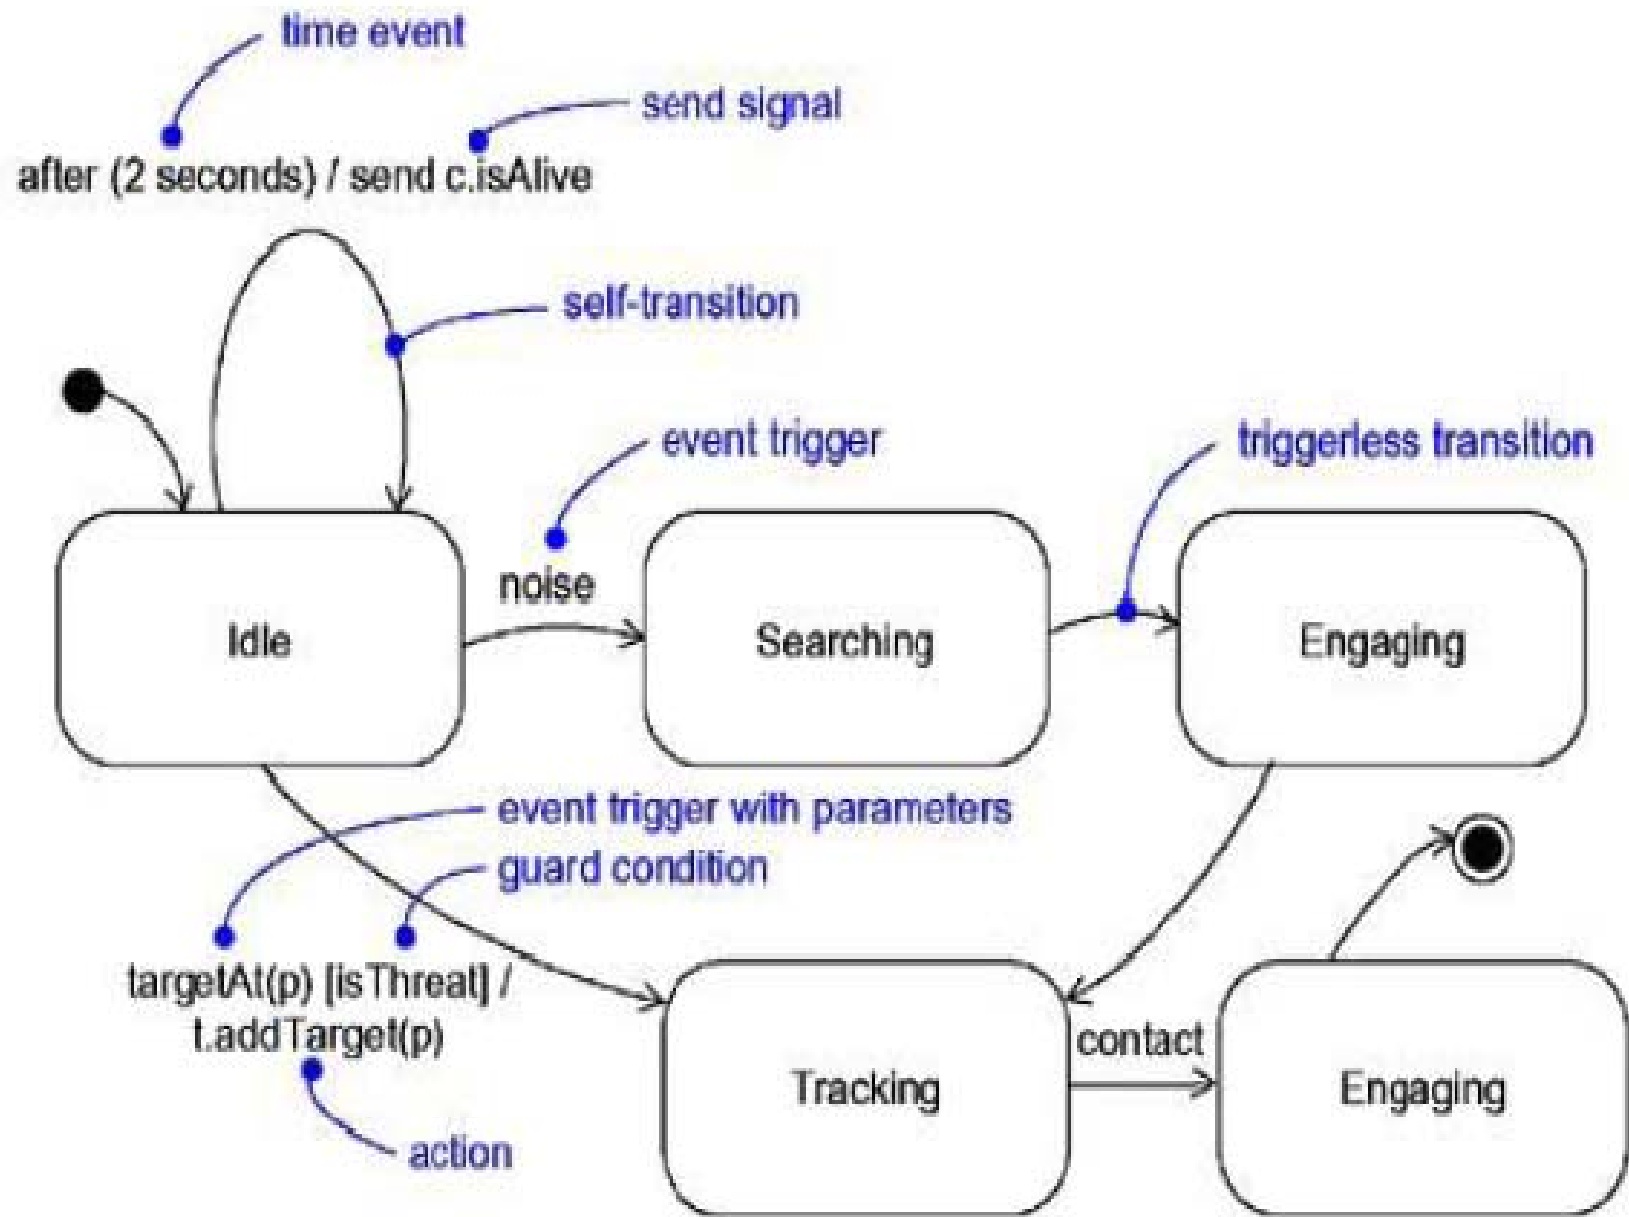 time event
send signal
after (2 seconds) / send c.isAlive
self-transition
event trigger
triggerless transition
noise
Idle
Searching
Engaging
event trigger with parameters
guard condition
targetAt(p) [isThreat] /
t.addTarget(p)
contact
Tracking
Engaging
action